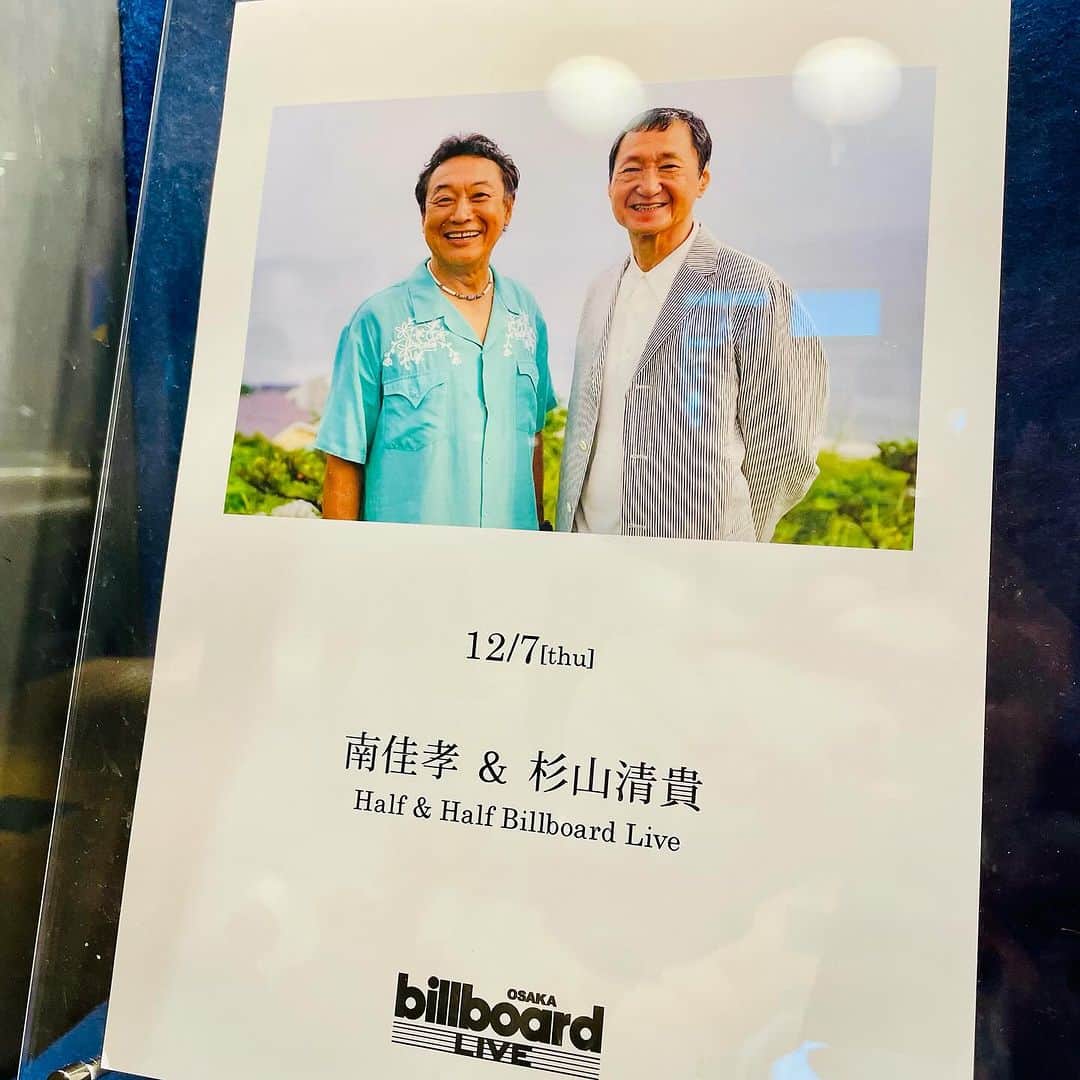 12/7[thu]
南佳孝 & 杉山清貴
Half & Half Billboard Live
OSAKA
billboard
LIVE